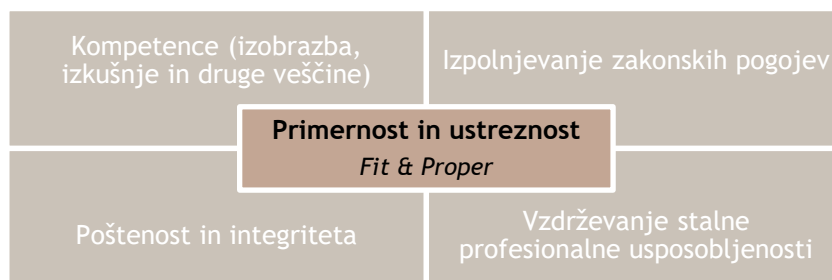 Kompetence (izobrazba,
izkušnje in druge veščine)
Izpolnjevanje zakonskih pogojev
Primernost in ustreznost
Fit & Proper
Poštenost in integriteta
Vzdrževanje stalne
profesionalne usposobljenosti